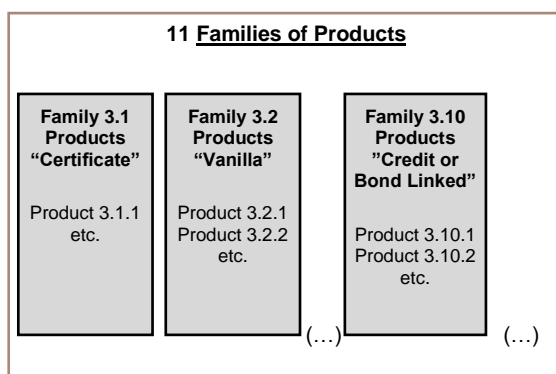 11 Families of Products
Family 3.1
Products
“Certificate”
Product 3.1.1
etc.
Family 3.2
Products
“Vanilla”
Product 3.2.1
Product 3.2.2
etc.
(…)
Family 3.10
Products
”Credit or
Bond Linked”
Product 3.10.1
Product 3.10.2
etc.
(…)